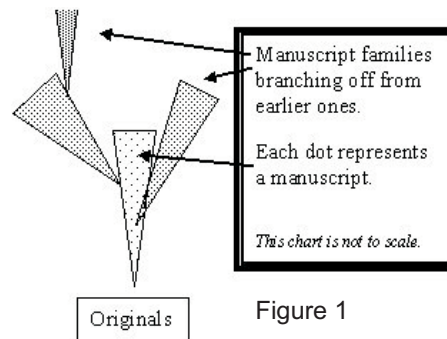 Manuscript families
branching off from
earlier ones.
Each dot represents
a manuscript.
This chart is not to scale.
Originals
Figure 1